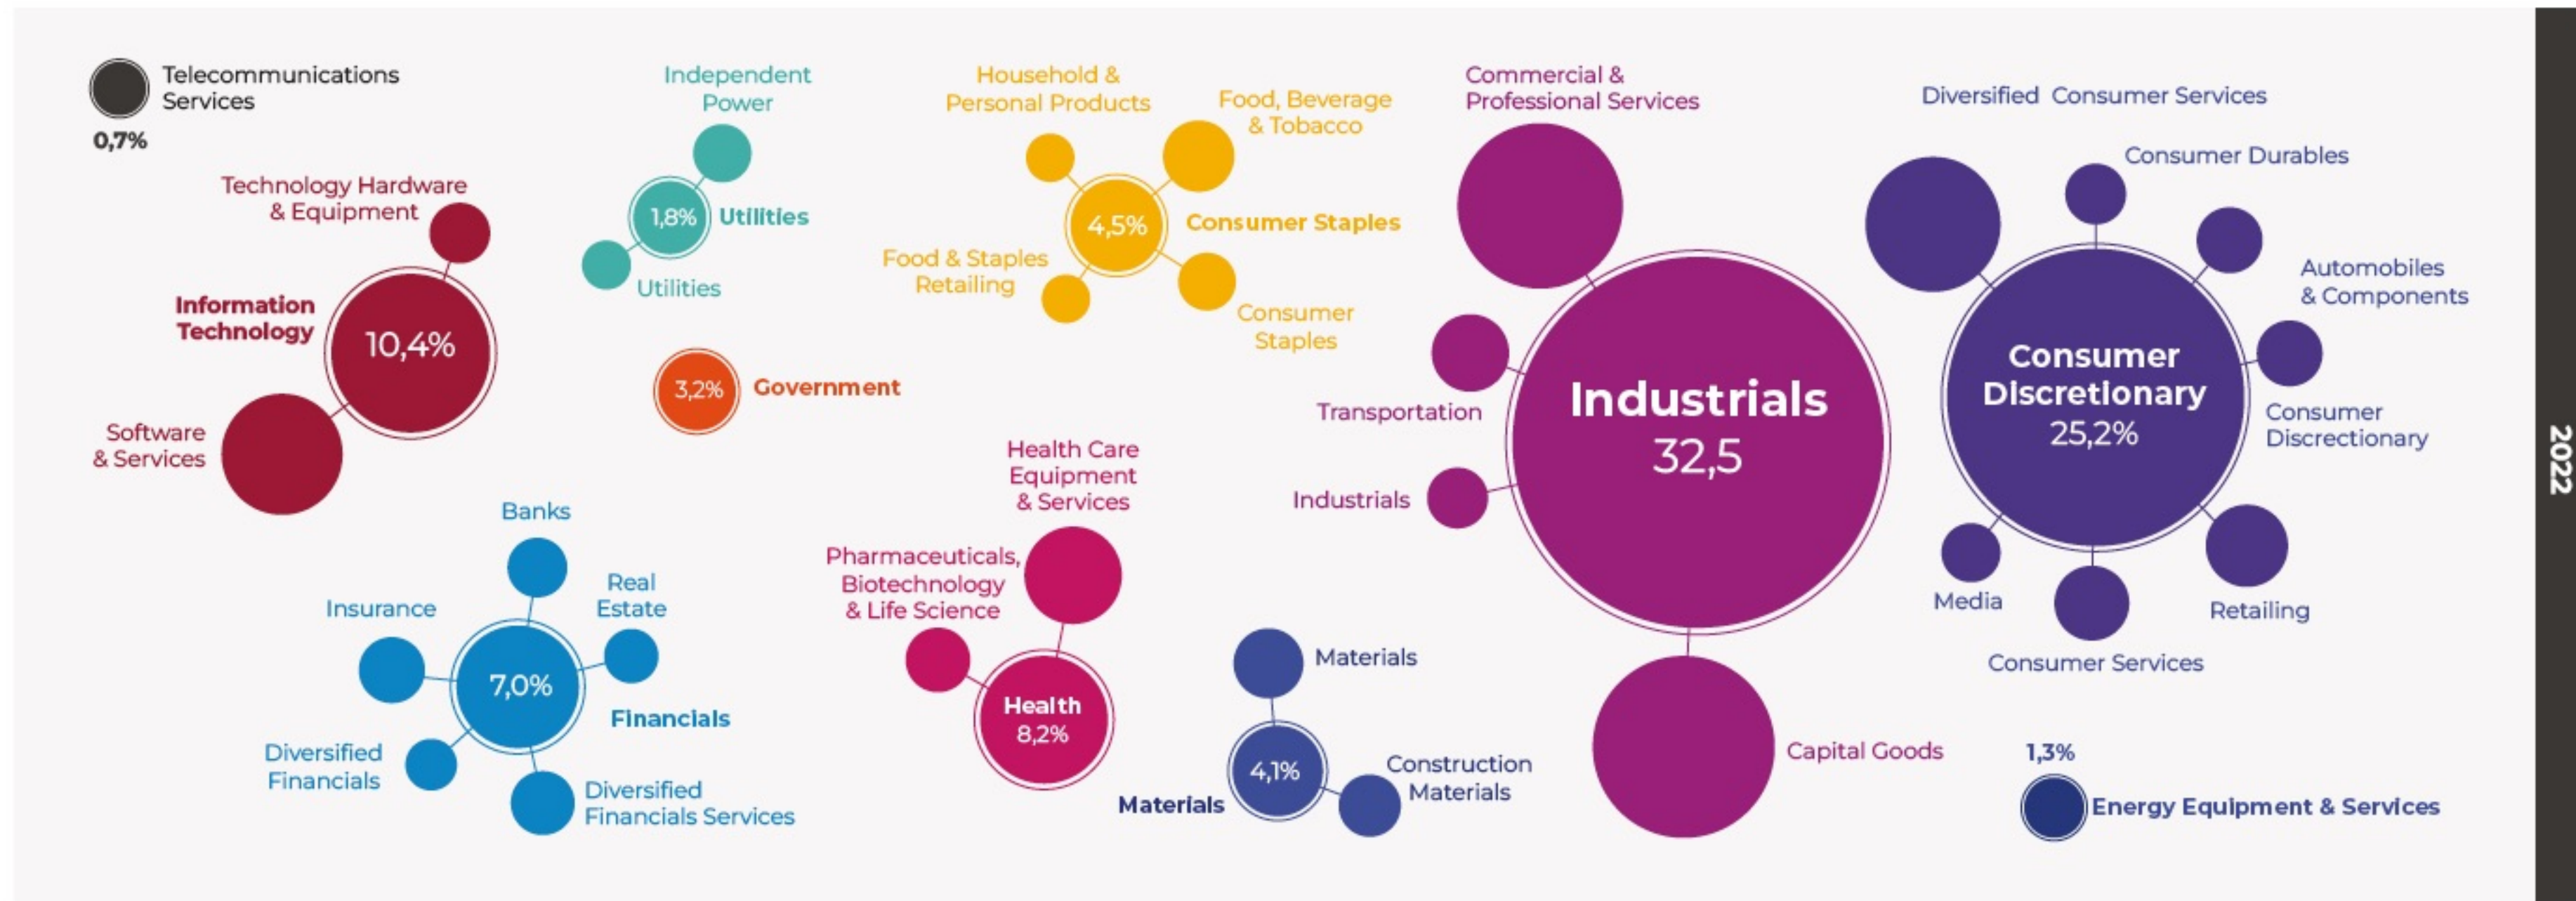 Telecommunications
Services
0,7%
Technology Hardware
& Equipment
Information
Technology
10,4%
Software
& Services
Independent
Power
1,8%
Utilities
Utilities
3,2%
Government
Household &
Personal Products
Food, Beverage
& Tobacco
4,5%
Consumer Staples
Food & Staples
Retailing
Consumer
Staples
Banks
Real
Estate
Insurance
7,0%
Financials
Diversified
Financials
Diversified
Financials Services
Health Care
Equipment
& Services
Pharmaceuticals,
Biotechnology
& Life Science
Health
8,2%
Materials
4,1%
Materials
Construction
Materials
Commercial &
Professional Services
Transportation
Industrials
Industrials
32,5
Capital Goods
Diversified Consumer Services
Consumer Durables
Automobiles
& Components
Consumer
Discretionary
25,2%
Consumer
Discrectionary
Media
Retailing
Consumer Services
1,3%
Energy Equipment & Services
2022